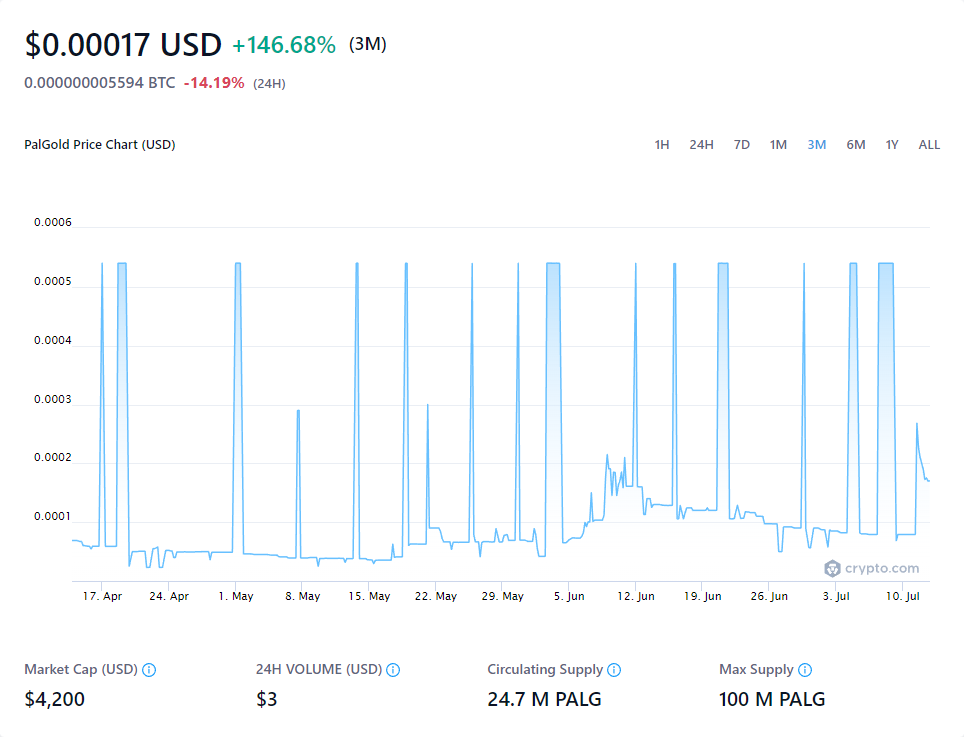 $0.00017 USD +146.68% (3M)
0.000000005594 BTC -14.19% (24H)
PalGold Price Chart (USD) 1H 24H 7D 1M 3M 6M 1Y ALL
0.0006
0.0005
0.0004
0.0003
0.0002
0.0001
crypto.com
17. Apr 24. Apr 1. May 8. May 15. May 22. May 29. May 5. Jun 12. Jun 19. Jun 26. Jun 3. Jul 10. Jul
Market Cap (USD) 24H VOLUME (USD) Circulating Supply Max Supply
$4,200 $3 24.7 M PALG 100 M PALG